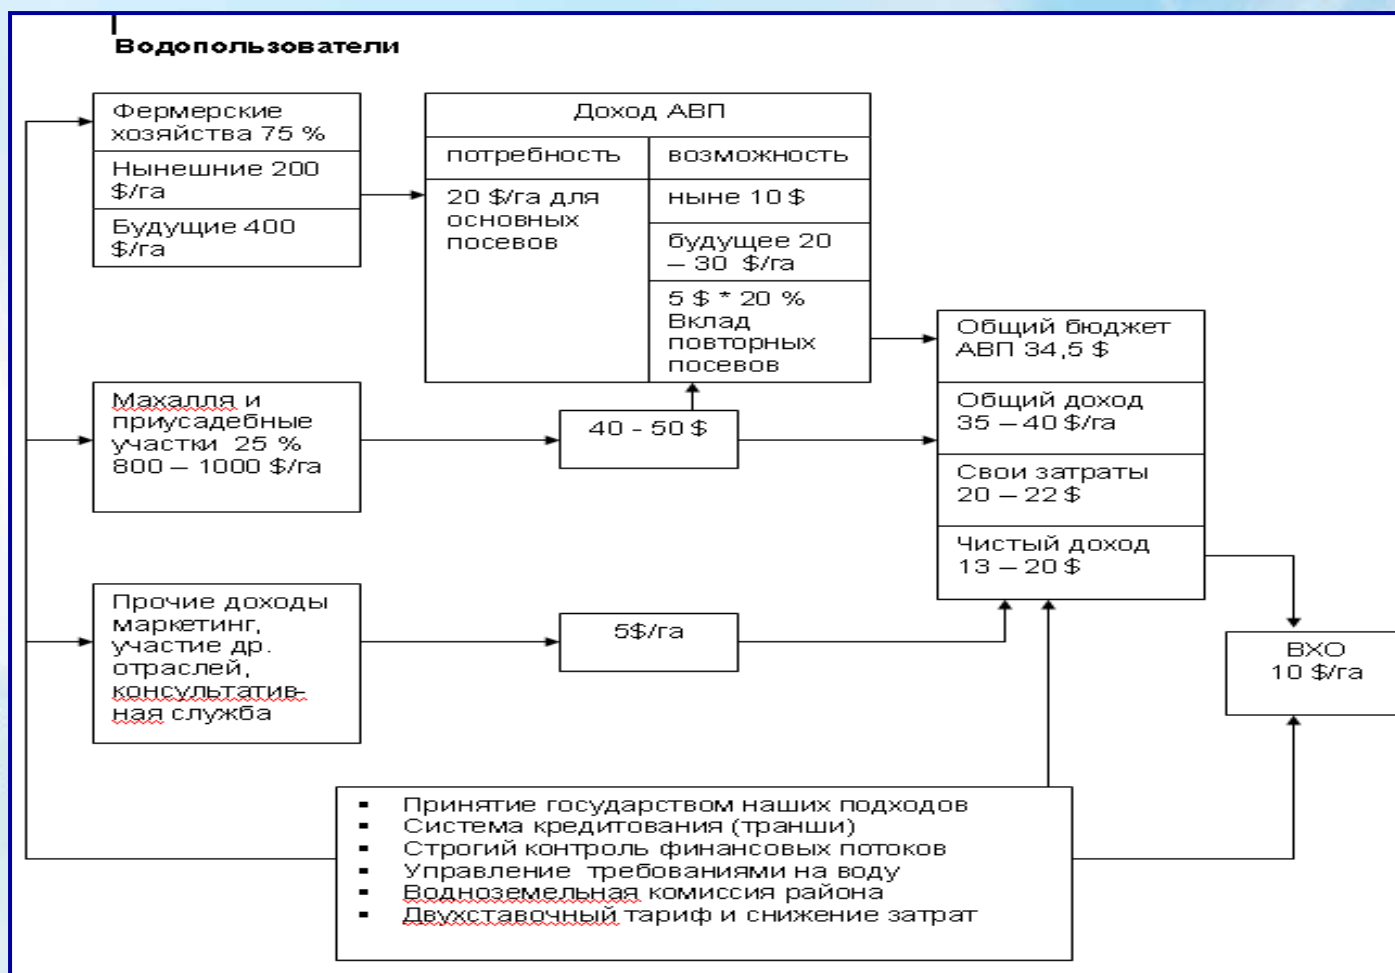 Водопользователи
Фермерские
хозяйства 75 %
Нынешние 200
$/га
Будущие 400
$/га
Доход АВП
потребность
возможность
20 $/га для
основных
посевов
ныне 10 $
будущее 20
– 30 $/га
5 $ * 20 %
Вклад
повторных
посевов
Махалля и
приусадебные
участки 25 %
800 – 1000 $/га
40 - 50 $
Общий бюджет
АВП 34,5 $
Общий доход
35 – 40 $/га
Свои затраты
20 – 22 $
Чистый доход
13 – 20 $
Прочие доходы
маркетинг,
участие др.
отраслей,
консультатив-
ная служба
5$/га
ВХО
10 $/га
▪ Принятие государством наших подходов
▪ Система кредитования (транши)
▪ Строгий контроль финансовых потоков
▪ Управление требованиями на воду
▪ Водноземельная комиссия района
▪ Двухставочный тариф и снижение затрат